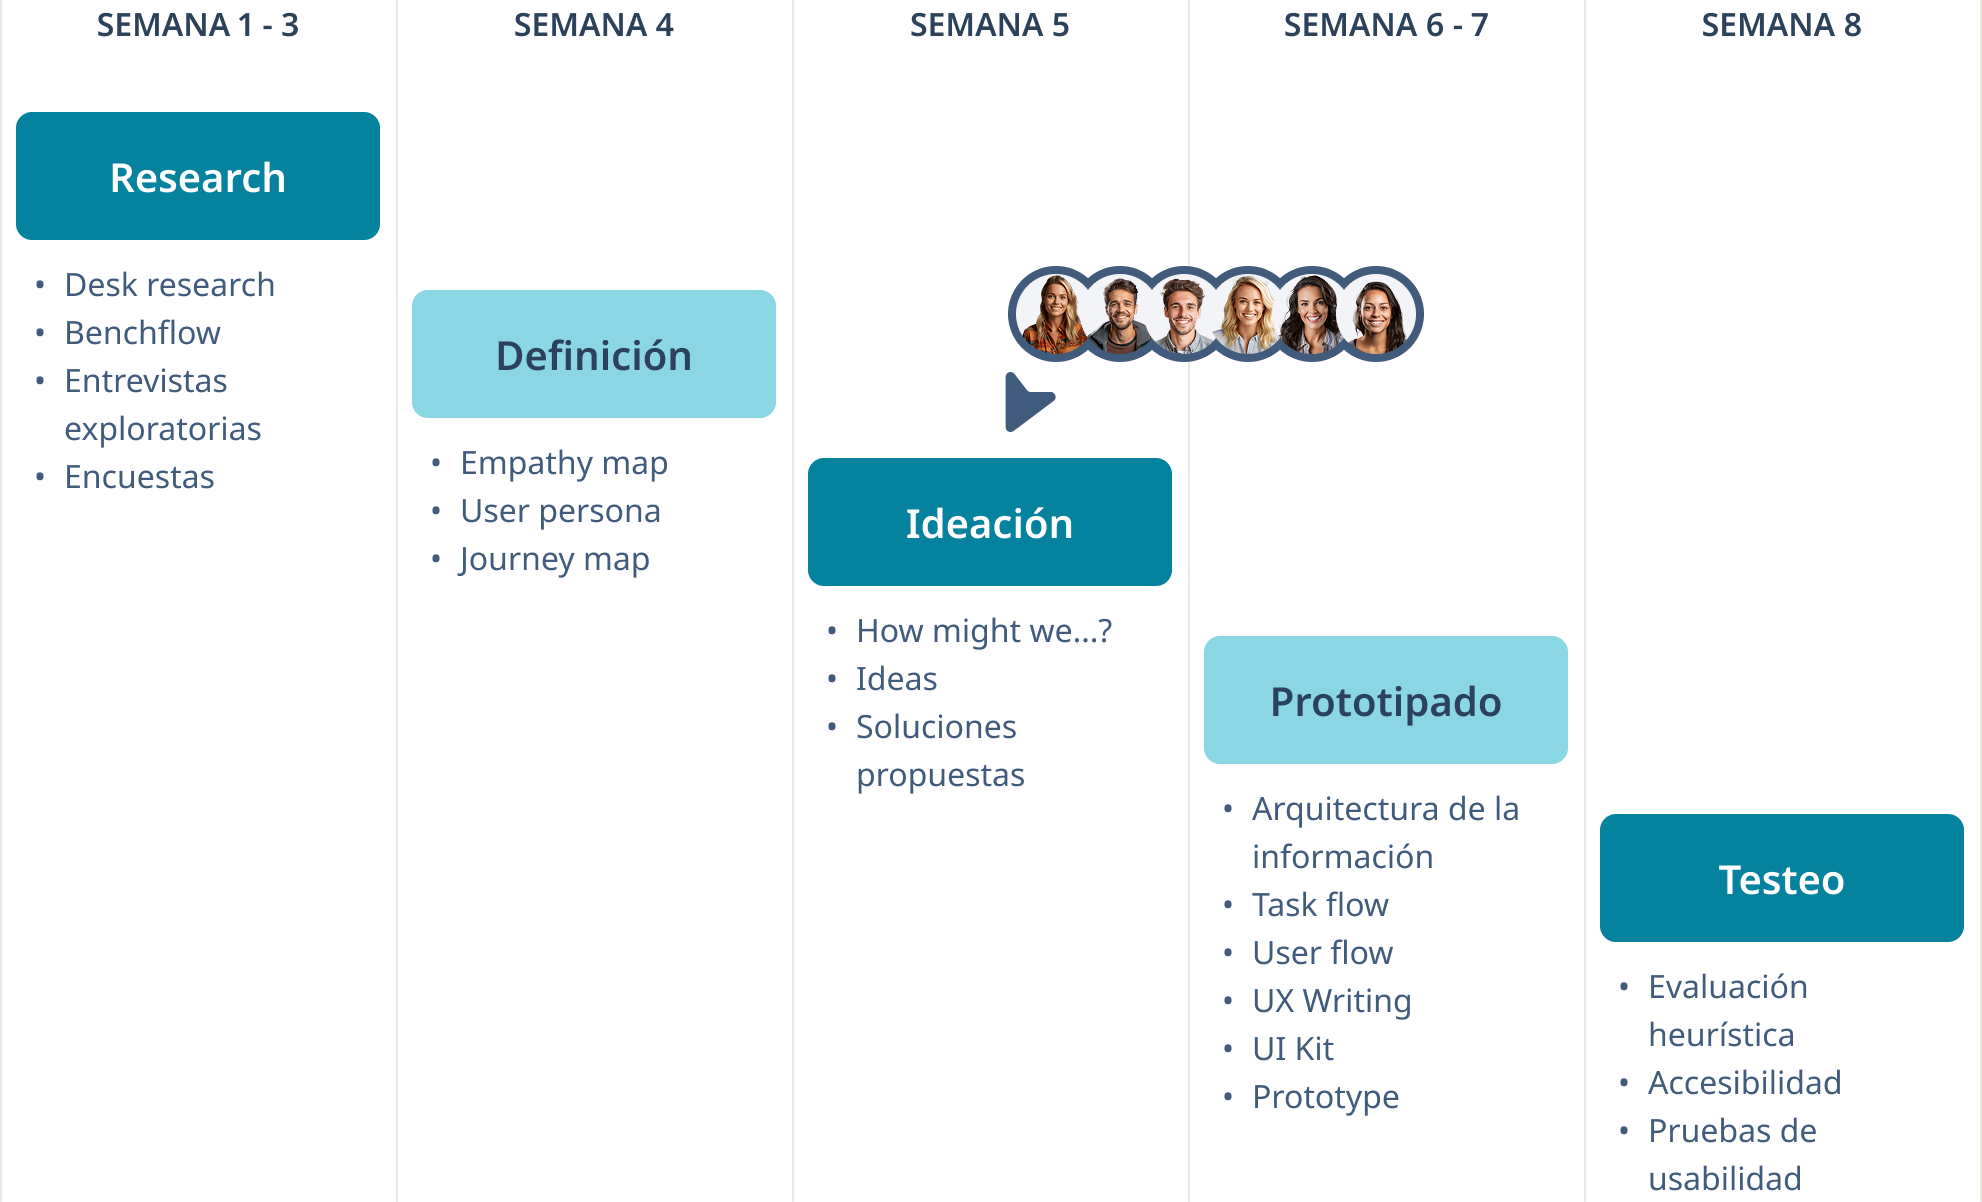 SEMANA 1 - 3
Research
• Desk research
• Benchflow
• Entrevistas
exploratorias
• Encuestas
SEMANA 4
Definición
• Empathy map
• User persona
• Journey map
SEMANA 5
Ideación
• How might we...?
• Ideas
• Soluciones
propuestas
SEMANA 6 - 7
Prototipado
• Arquitectura de la
información
• Task flow
• User flow
• UX Writing
• UI Kit
• Prototype
SEMANA 8
Testeo
• Evaluación
heurística
• Accesibilidad
• Pruebas de
usabilidad